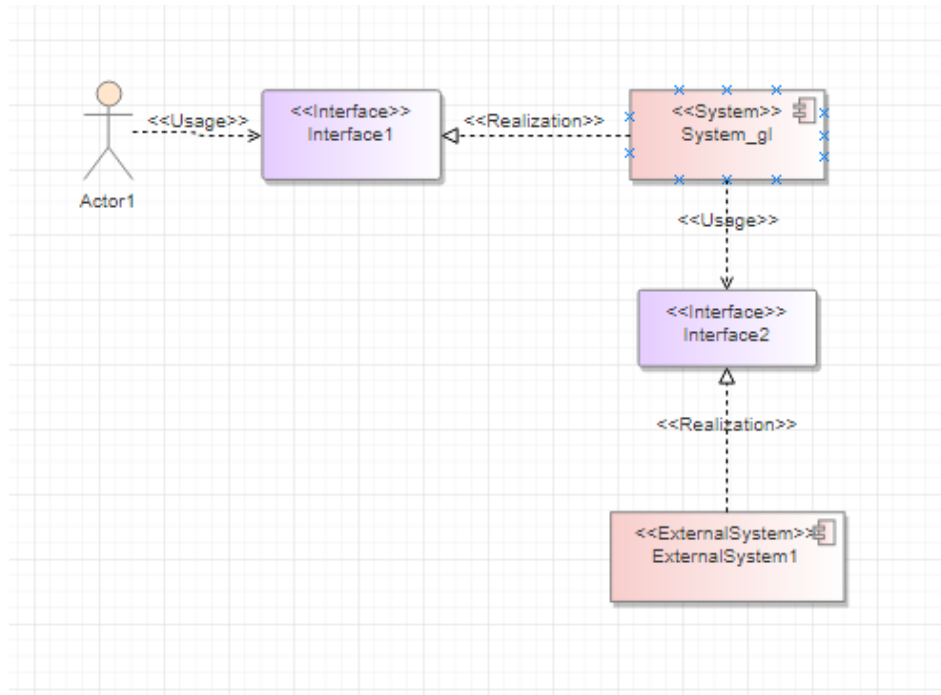 <<Usage>>
<<Interface>>
Interface1
<<Realization>>
<<System>>
System_gl
Actor1
<<Usage>>
<<Interface>>
Interface2
<<Realization>>
<<ExternalSystem>>
ExternalSystem1